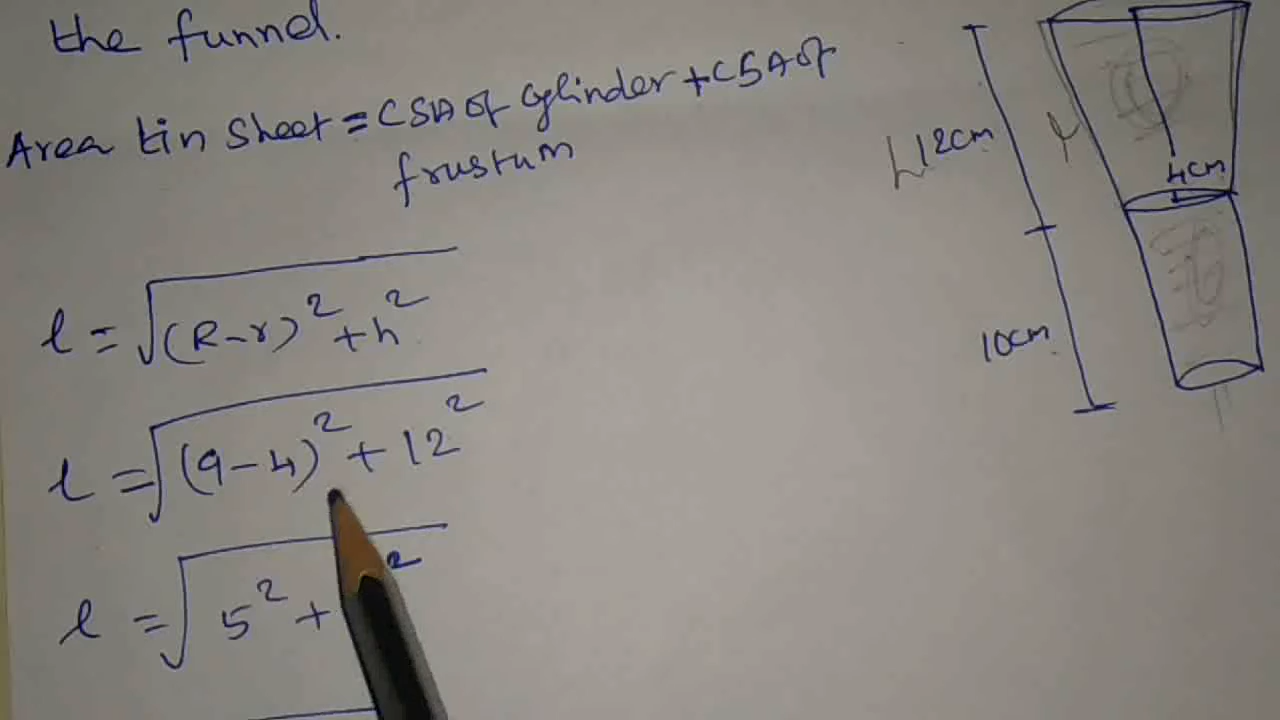 the funnel.
Area tin sheet = CSA of cylinder + CSA of
frustum
l = √(R-r)² + h²
l = √(9-4)² + 12²
l = √5² + ²
h 12cm
l
4cm
10cm